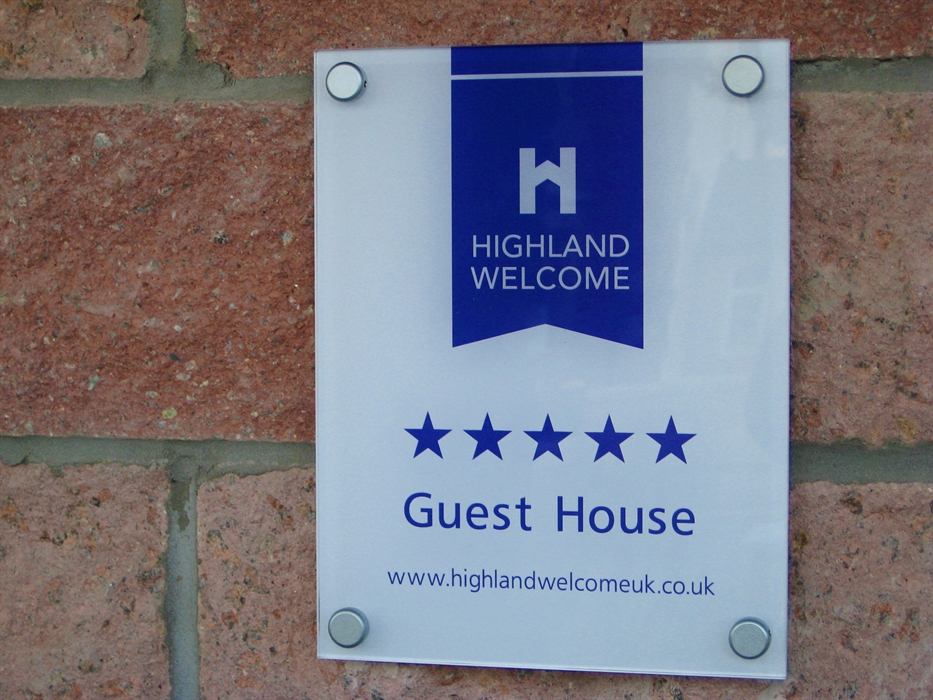 H
HIGHLAND
WELCOME
★★★★★
Guest House
www.highlandwelcomeuk.co.uk